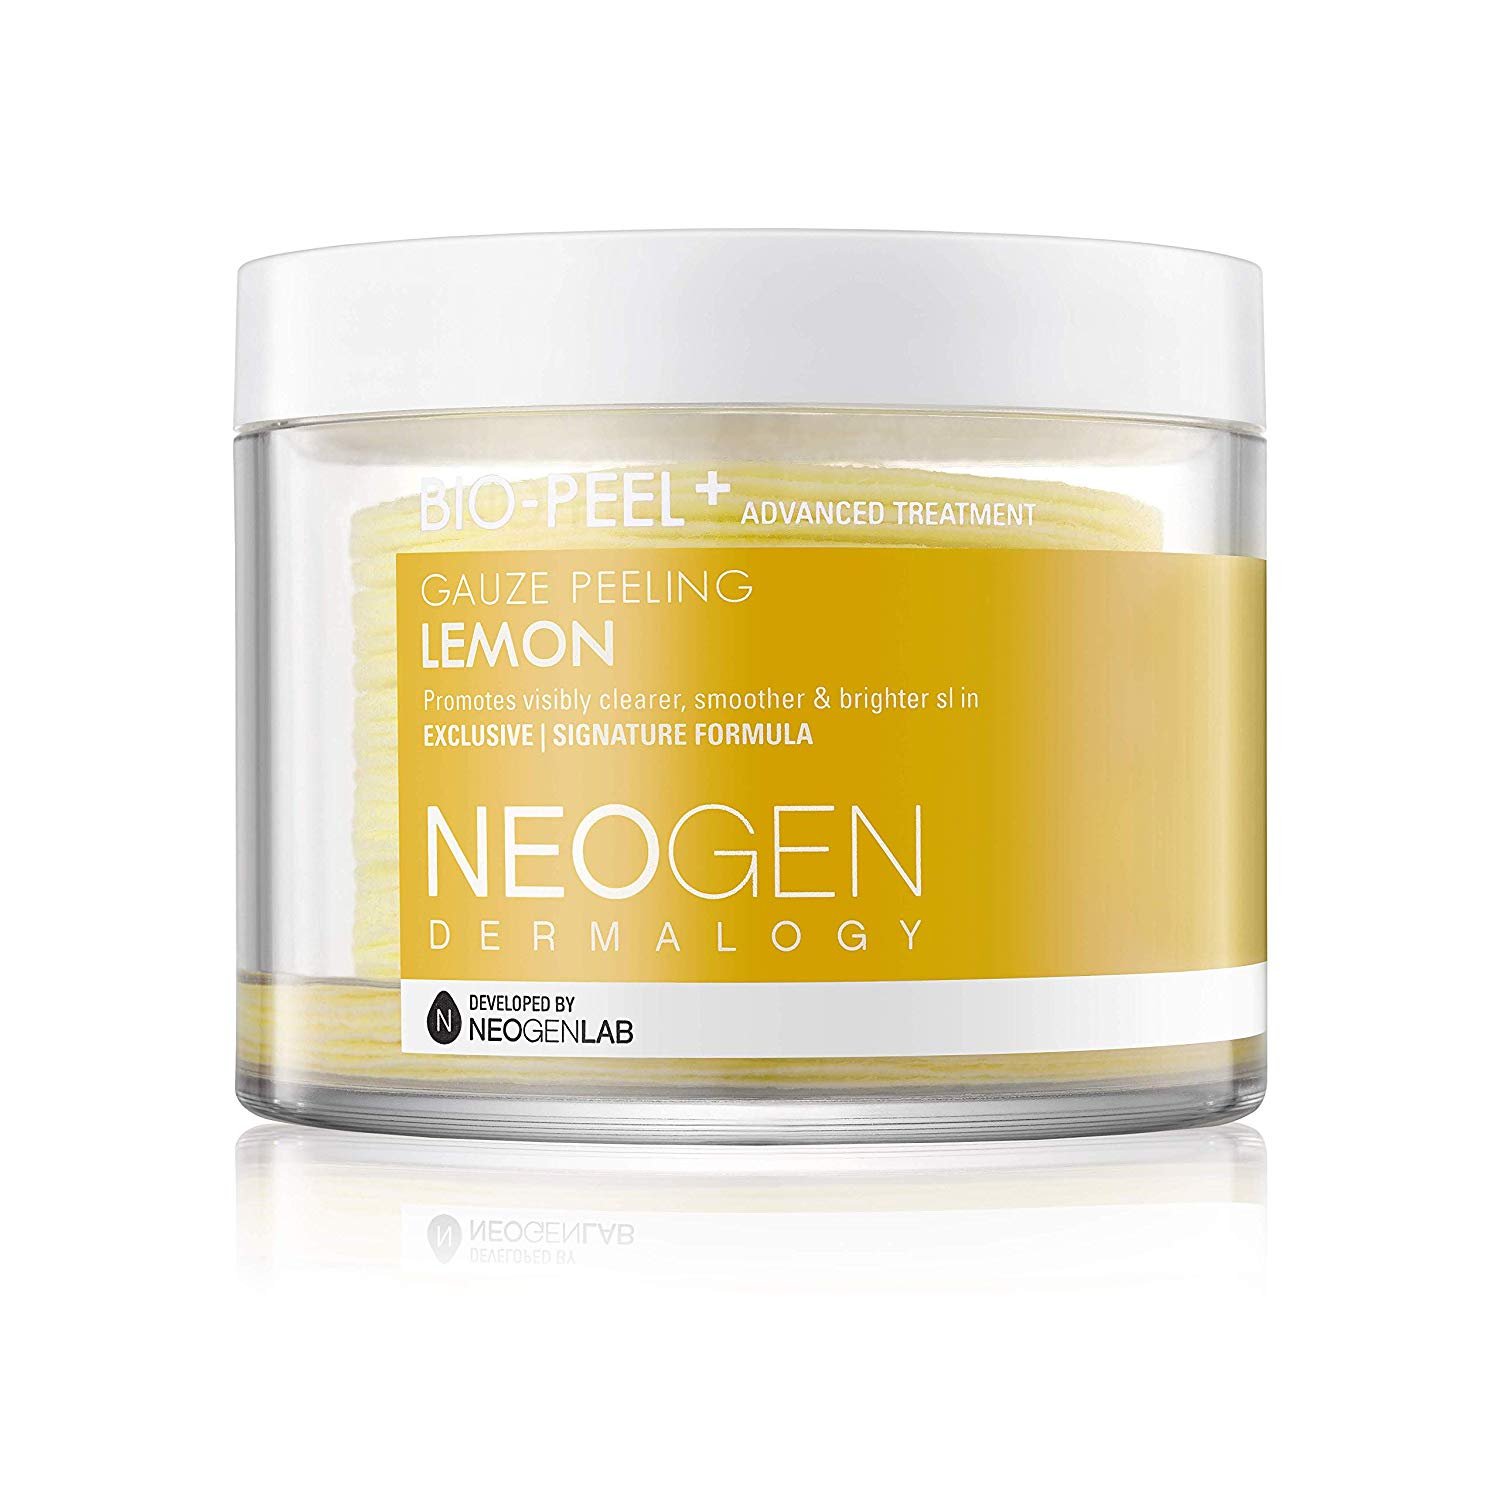 BIO-PEEL+ ADVANCED TREATMENT
GAUZE PEELING
LEMON
Promotes visibly clearer, smoother & brighter sl in
EXCLUSIVE | SIGNATURE FORMULA
NEOGEN
DERMALOGY
N DEVELOPED BY
NEOGENLAB